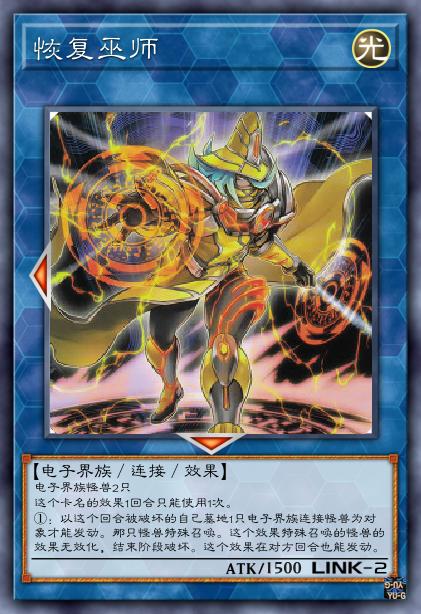 恢复巫师
光
【电子界族／连接／效果】
电子界族怪兽2只
这个卡名的效果1回合只能使用1次。
①：以这个回合被破坏的自己墓地1只电子界族连接怪兽为对
象才能发动。那只怪兽特殊召唤。这个效果特殊召唤的怪兽的
效果无效化，结束阶段破坏。这个效果在对方回合也能发动。
ATK/1500 LINK-2